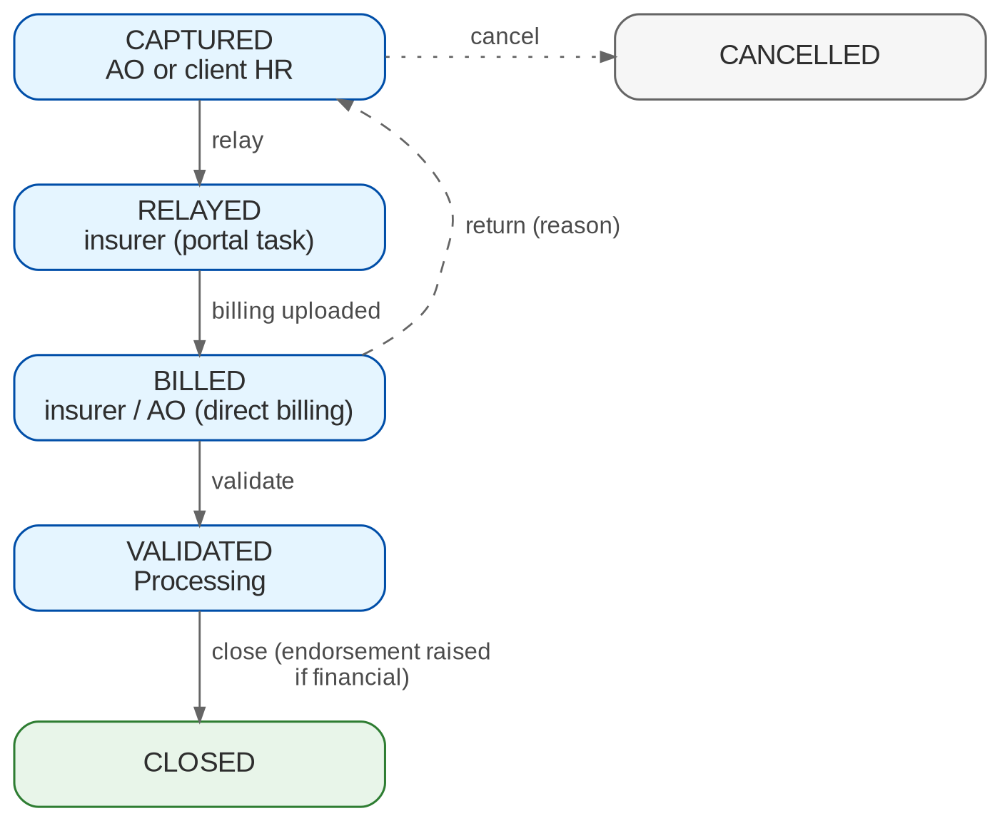 CAPTURED
AO or client HR
cancel
CANCELLED
relay
RELAYED
insurer (portal task)
return (reason)
billing uploaded
BILLED
insurer / AO (direct billing)
validate
VALIDATED
Processing
close (endorsement raised
if financial)
CLOSED